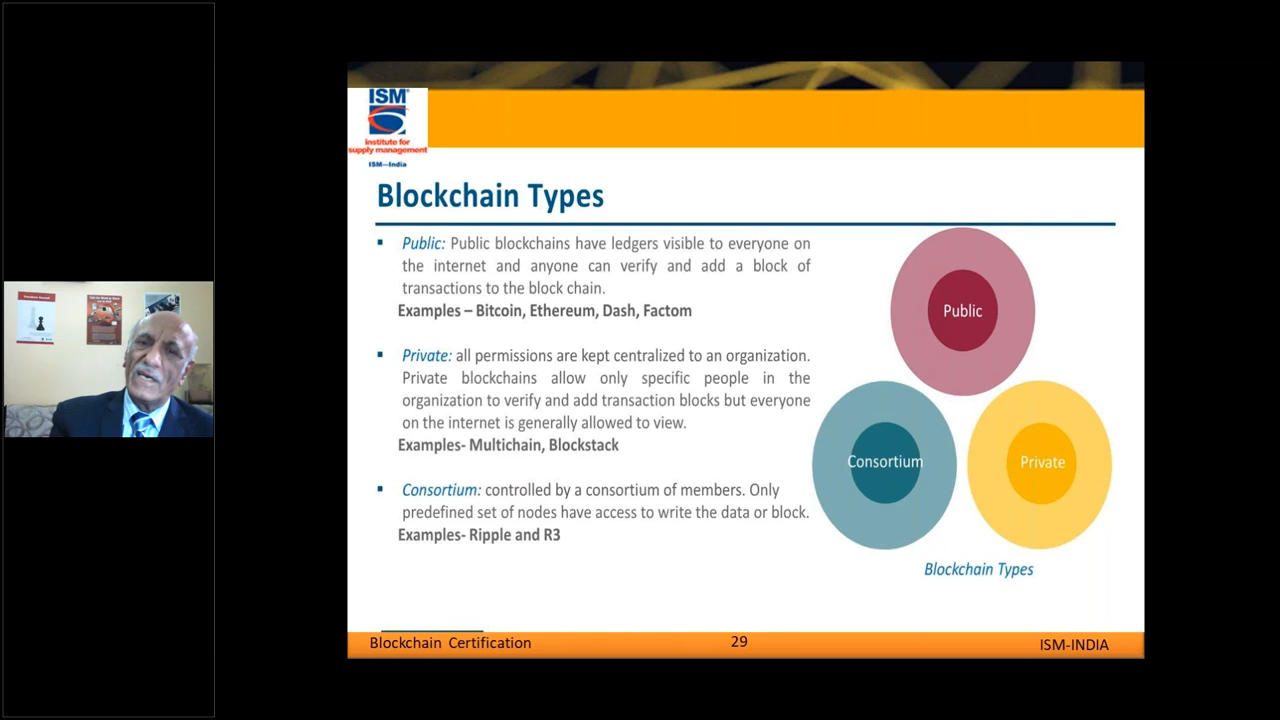 ISM®
institute for
supply management
ISM—India
Blockchain Types
Public: Public blockchains have ledgers visible to everyone on
the internet and anyone can verify and add a block of
transactions to the block chain.
Examples – Bitcoin, Ethereum, Dash, Factom
Private: all permissions are kept centralized to an organization.
Private blockchains allow only specific people in the
organization to verify and add transaction blocks but everyone
on the internet is generally allowed to view.
Examples- Multichain, Blockstack
Consortium: controlled by a consortium of members. Only
predefined set of nodes have access to write the data or block.
Examples- Ripple and R3
Public
Consortium
Private
Blockchain Types
Blockchain Certification
29
ISM-INDIA